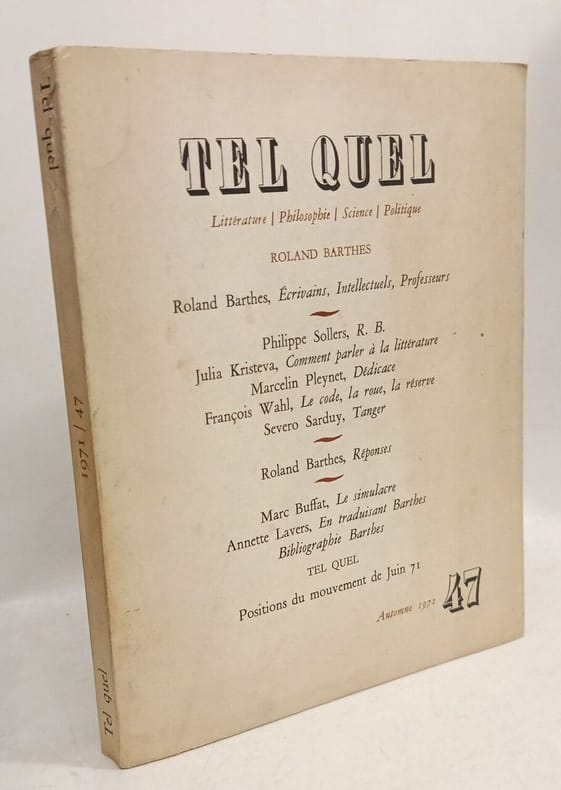 TEL QUEL
Littérature | Philosophie | Science | Politique
ROLAND BARTHES
Roland Barthes, Écrivains, Intellectuels, Professeurs
Philippe Sollers, R. B.
Julia Kristeva, Comment parler à la littérature
Marcelin Pleynet, Dédicace
François Wahl, Le code, la roue, la réserve
Severo Sarduy, Tanger
Roland Barthes, Réponses
Marc Buffat, Le simulacre
Annette Lavers, En traduisant Barthes
Bibliographie Barthes
TEL QUEL
Positions du mouvement de Juin 71
Automne 1971 47
Tel quel
1971 / 47
Tel quel